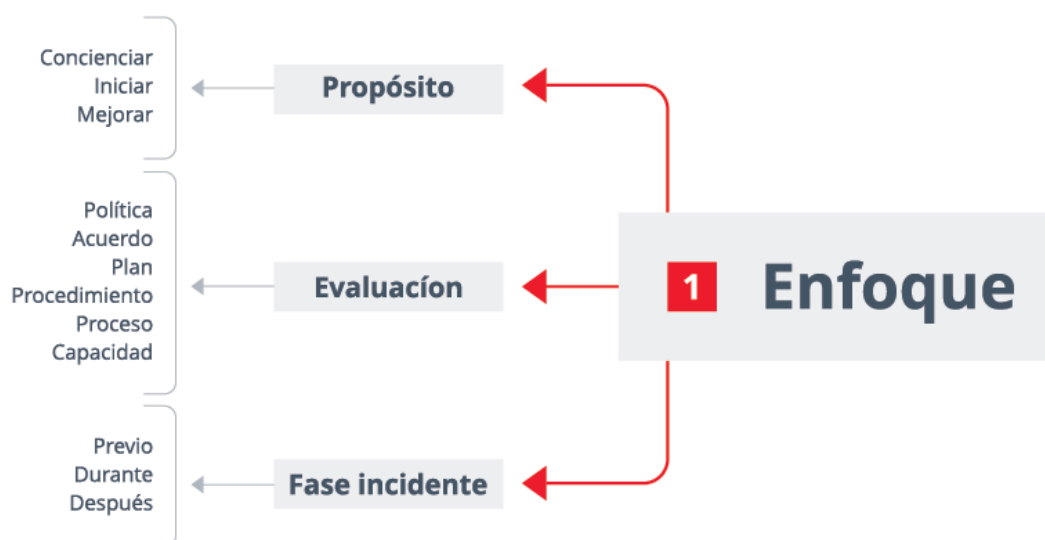 Concienciar
Iniciar
Mejorar
Propósito
Política
Acuerdo
Plan
Procedimiento
Proceso
Capacidad
Evaluacíon
1 Enfoque
Previo
Durante
Después
Fase incidente